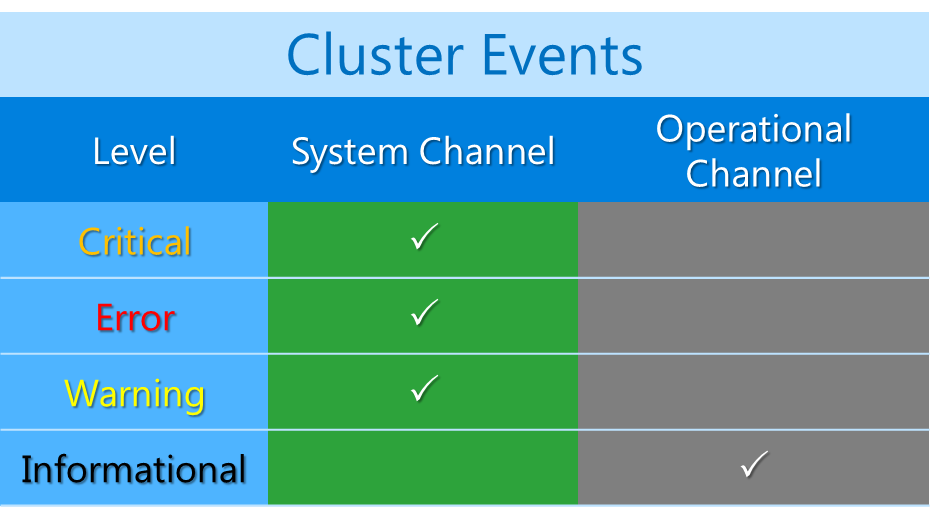 Cluster Events
Level
System Channel
Operational
Channel
Critical
✓
Error
✓
Warning
✓
Informational
✓